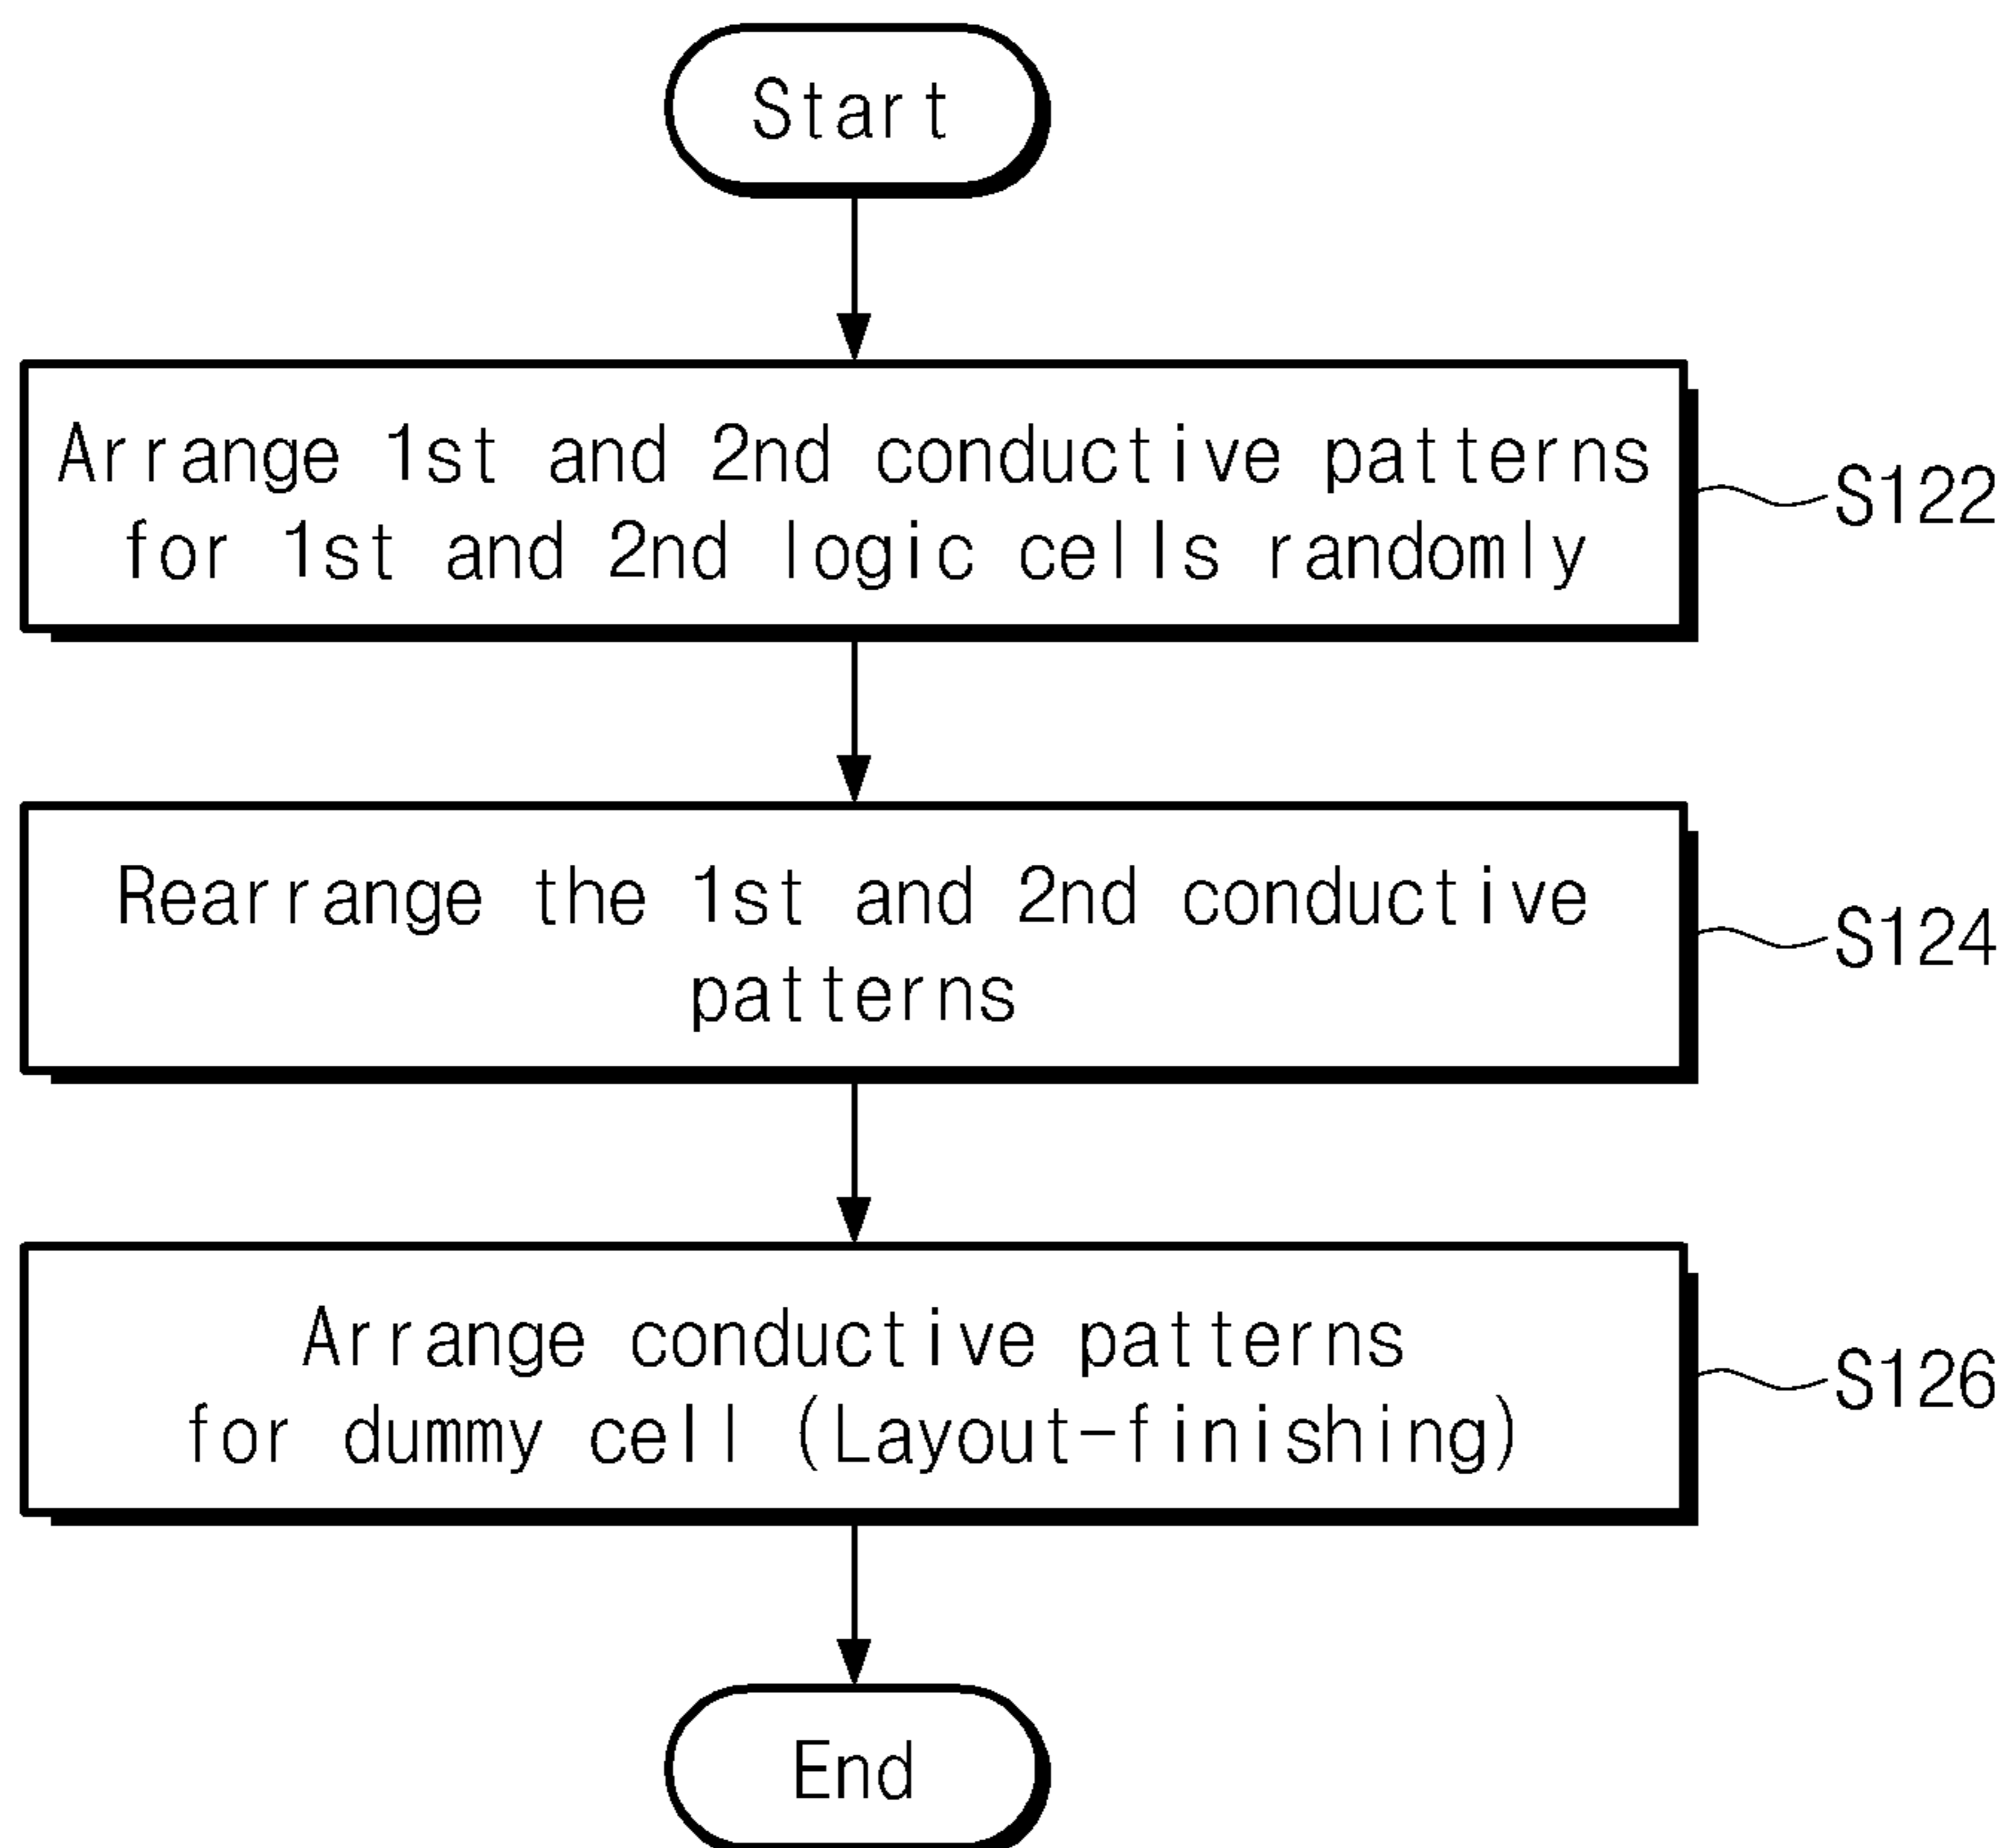 Start
Arrange 1st and 2nd conductive patterns
for 1st and 2nd logic cells randomly
S122
Rearrange the 1st and 2nd conductive
patterns
S124
Arrange conductive patterns
for dummy cell (Layout-finishing)
S126
End